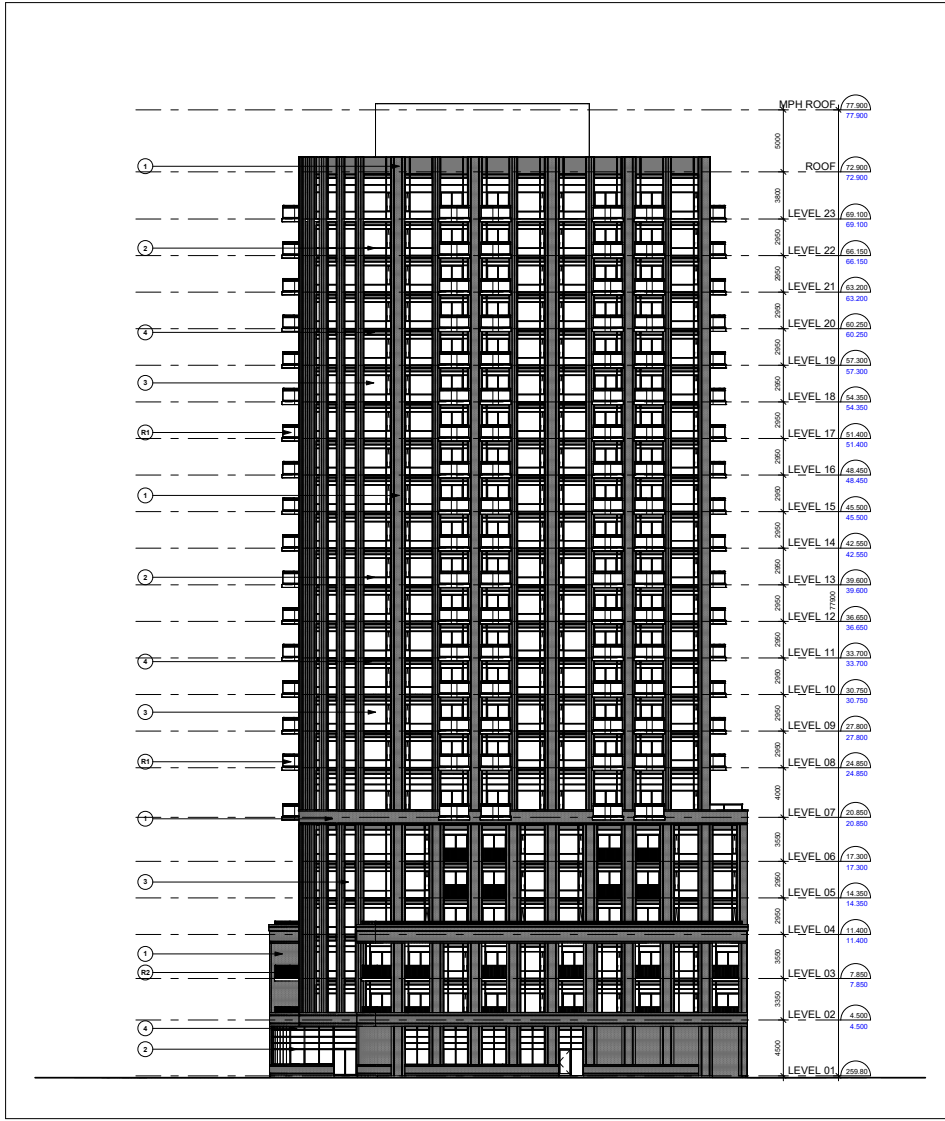 MPH ROOF 77.900
77.900
5000
1
ROOF 72.900
72.900
3800
LEVEL 23 69.100
69.100
2950
2
LEVEL 22 66.150
66.150
2950
LEVEL 21 63.200
63.200
2950
4
LEVEL 20 60.250
60.250
2950
LEVEL 19 57.300
57.300
3
2950
LEVEL 18 54.350
54.350
2950
R1
LEVEL 17 51.400
51.400
2950
LEVEL 16 48.450
48.450
1
2950
LEVEL 15 45.500
45.500
2950
LEVEL 14 42.550
42.550
2950
2
LEVEL 13 39.600
39.600
2950
77900
LEVEL 12 36.650
36.650
2950
4
LEVEL 11 33.700
33.700
2950
LEVEL 10 30.750
30.750
3
2950
LEVEL 09 27.800
27.800
2950
R1
LEVEL 08 24.850
24.850
4000
1
LEVEL 07 20.850
20.850
3550
LEVEL 06 17.300
17.300
2950
3
LEVEL 05 14.350
14.350
2950
LEVEL 04 11.400
11.400
1
3550
R2
LEVEL 03 7.850
7.850
3350
LEVEL 02 4.500
4.500
4
2
4500
LEVEL 01 259.80